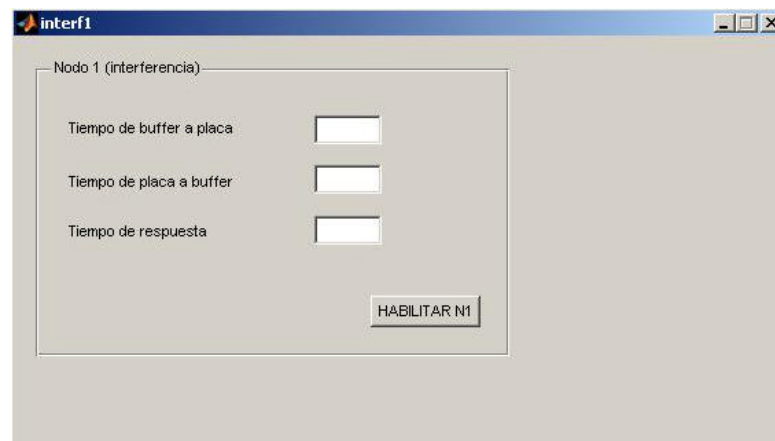 interf1
Nodo 1 (interferencia)
Tiempo de buffer a placa
Tiempo de placa a buffer
Tiempo de respuesta
HABILITAR N1